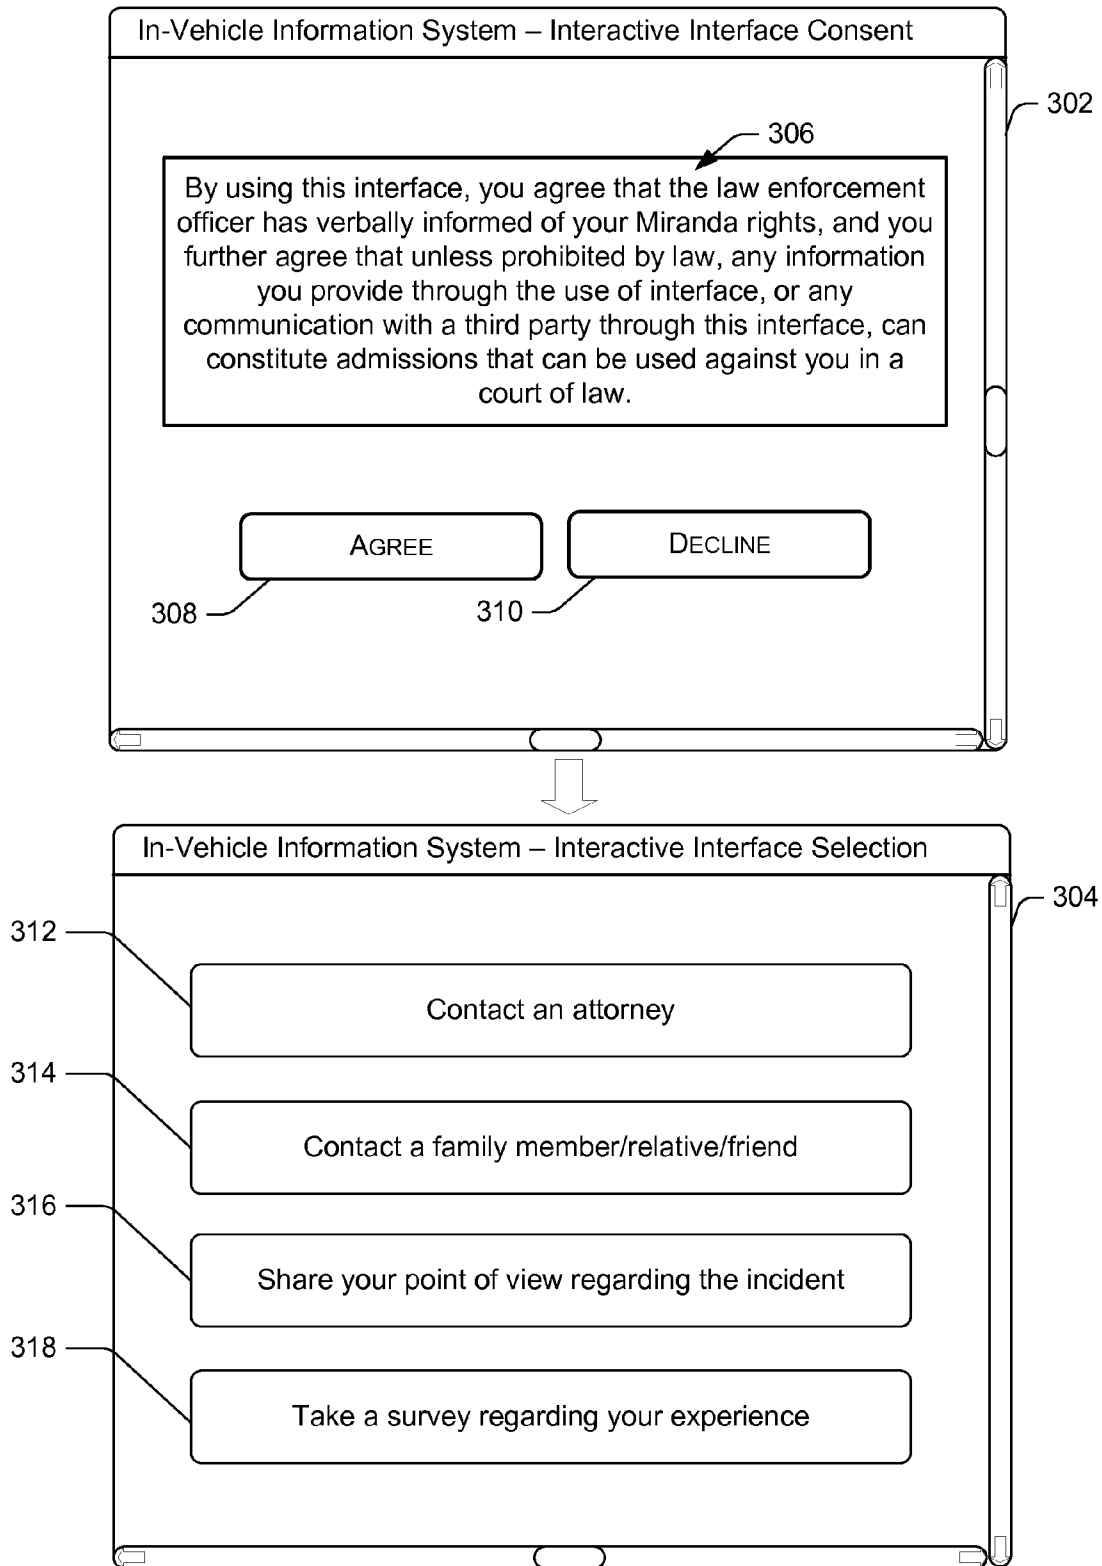 In-Vehicle Information System – Interactive Interface Consent
302
306
By using this interface, you agree that the law enforcement
officer has verbally informed of your Miranda rights, and you
further agree that unless prohibited by law, any information
you provide through the use of interface, or any
communication with a third party through this interface, can
constitute admissions that can be used against you in a
court of law.
AGREE
DECLINE
308
310
In-Vehicle Information System – Interactive Interface Selection
304
312
Contact an attorney
314
Contact a family member/relative/friend
316
Share your point of view regarding the incident
318
Take a survey regarding your experience